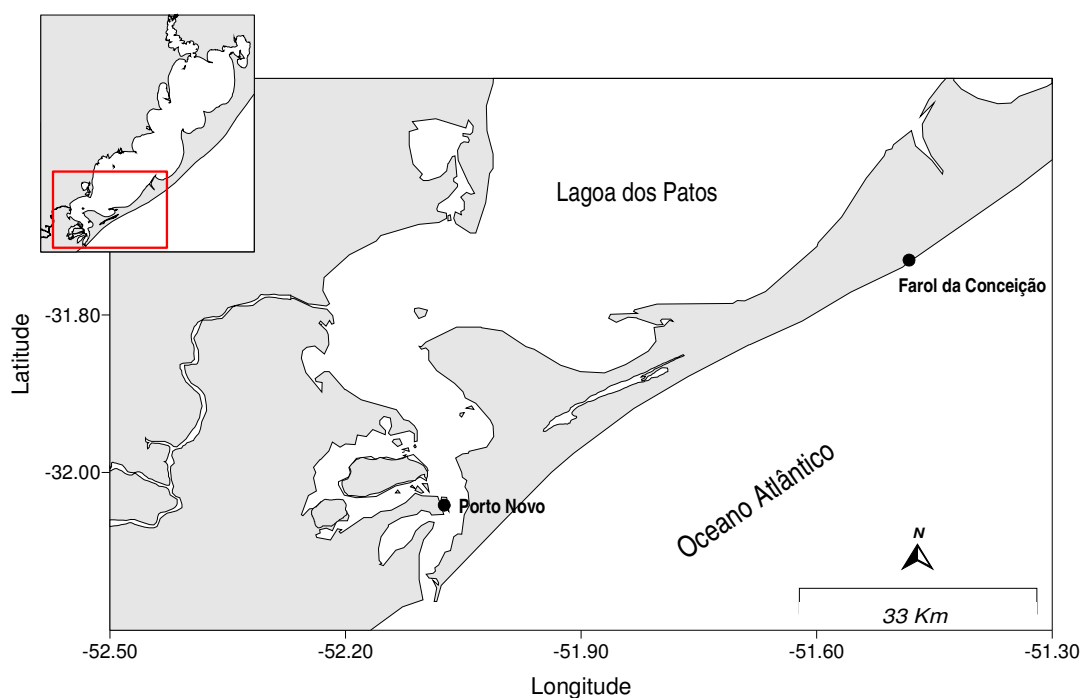 Lagoa dos Patos
Farol da Conceição
-31.80
Latitude
-32.00
Porto Novo
Oceano Atlântico
N
33 Km
-52.50
-52.20
-51.90
-51.60
-51.30
Longitude